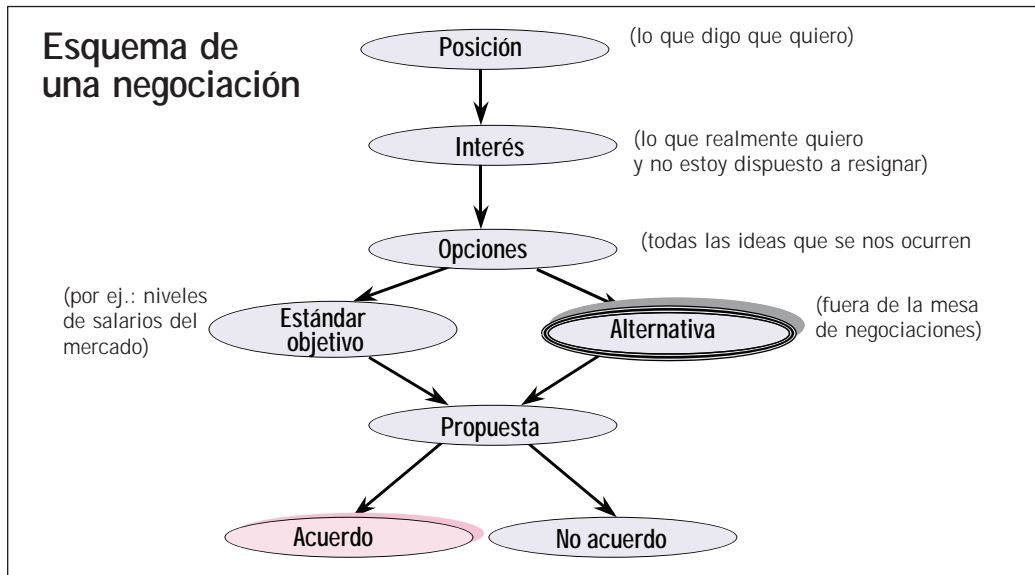 Esquema de
una negociación
Posición
(lo que digo que quiero)
Interés
(lo que realmente quiero
y no estoy dispuesto a resignar)
Opciones
(todas las ideas que se nos ocurren
(por ej.: niveles
de salarios del
mercado)
Estándar
objetivo
Alternativa
(fuera de la mesa
de negociaciones)
Propuesta
Acuerdo
No acuerdo